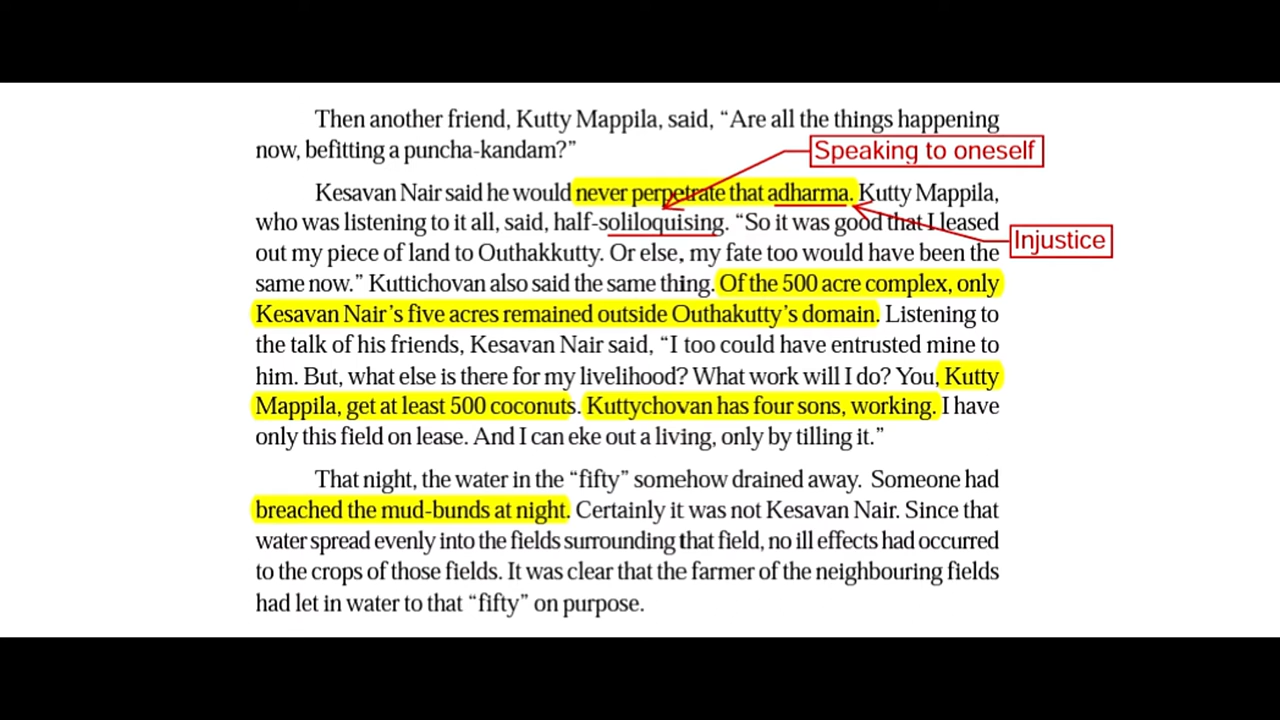 Then another friend, Kutty Mappila, said, “Are all the things happening
now, befitting a puncha-kandam?”
Speaking to oneself
Kesavan Nair said he would never perpetrate that adharma. Kutty Mappila,
who was listening to it all, said, half-soliloquising. “So it was good that I leased
Injustice
out my piece of land to Outhakkutty. Or else, my fate too would have been the
same now.” Kuttichovan also said the same thing. Of the 500 acre complex, only
Kesavan Nair’s five acres remained outside Outhakutty’s domain. Listening to
the talk of his friends, Kesavan Nair said, “I too could have entrusted mine to
him. But, what else is there for my livelihood? What work will I do? You, Kutty
Mappila, get at least 500 coconuts. Kuttychovan has four sons, working. I have
only this field on lease. And I can eke out a living, only by tilling it.”
That night, the water in the “fifty” somehow drained away. Someone had
breached the mud-bunds at night. Certainly it was not Kesavan Nair. Since that
water spread evenly into the fields surrounding that field, no ill effects had occurred
to the crops of those fields. It was clear that the farmer of the neighbouring fields
had let in water to that “fifty” on purpose.